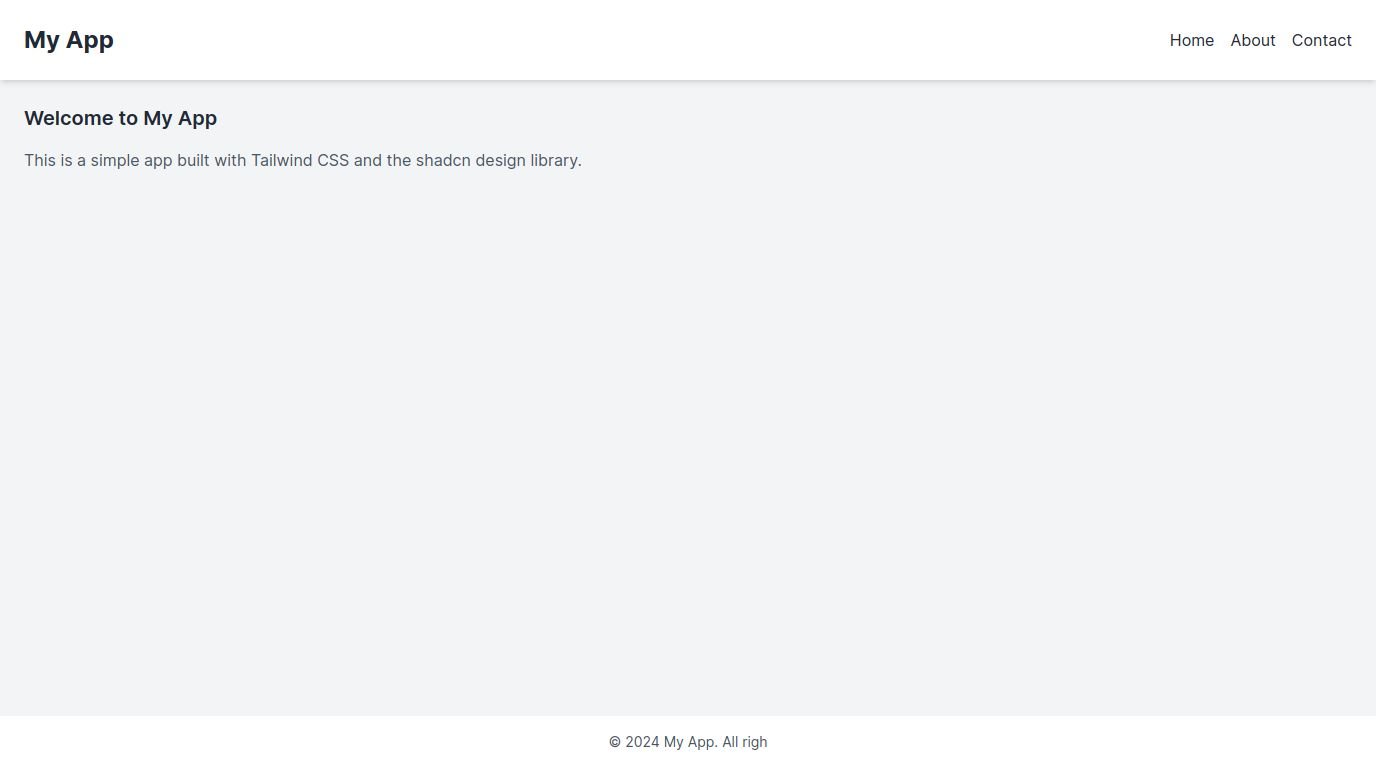 My App
Home About Contact
Welcome to My App
This is a simple app built with Tailwind CSS and the shadcn design library.
© 2024 My App. All righ